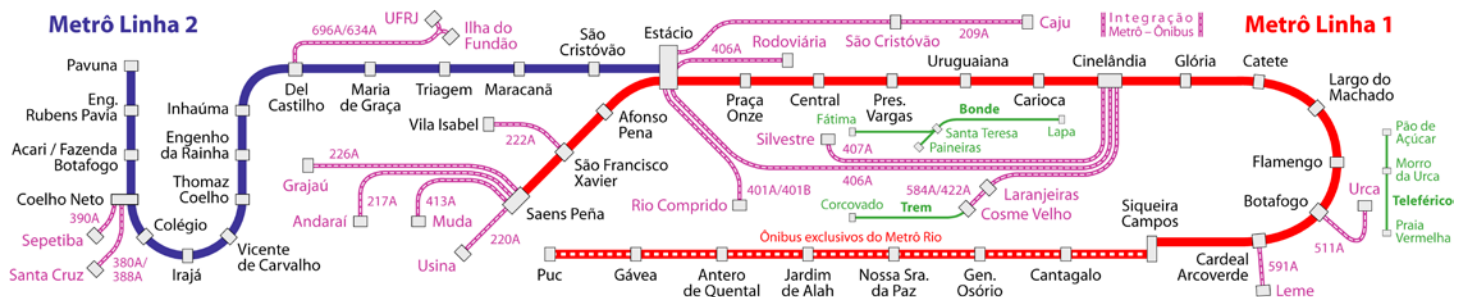 Metrô Linha 2
Metrô Linha 1
Integração
Metrô – Ônibus
Pavuna
Eng.
Rubens Pavia
Acari / Fazenda
Botafogo
Coelho Neto
390A
Sepetiba
Santa Cruz
380A/
388A
Colégio
Irajá
Vicente
de Carvalho
Thomaz
Coelho
Engenho
da Rainha
Inhaúma
Del
Castilho
696A/634A
UFRJ
Ilha do
Fundão
Maria
de Graça
Triagem
Maracanã
São
Cristóvão
Estácio
406A
Rodoviária
São Cristóvão
209A
Caju
Vila Isabel
222A
Afonso
Pena
São Francisco
Xavier
Saens Peña
226A
Grajaú
217A
Andaraí
413A
Muda
220A
Usina
Praça
Onze
Central
Pres.
Vargas
Uruguaiana
Carioca
Cinelândia
Glória
Catete
Largo do
Machado
Flamengo
Botafogo
Urca
511A
Cardeal
Arcoverde
591A
Leme
Siqueira
Campos
Silvestre
407A
406A
401A/401B
Rio Comprido
584A/422A
Laranjeiras
Cosme Velho
Fátima
Bonde
Santa Teresa
Paineiras
Lapa
Corcovado
Trem
Pão de
Açúcar
Morro
da Urca
Teleférico
Praia
Vermelha
Ônibus exclusivos do Metrô Rio
Puc
Gávea
Antero
de Quental
Jardim
de Alah
Nossa Sra.
da Paz
Gen.
Osório
Cantagalo